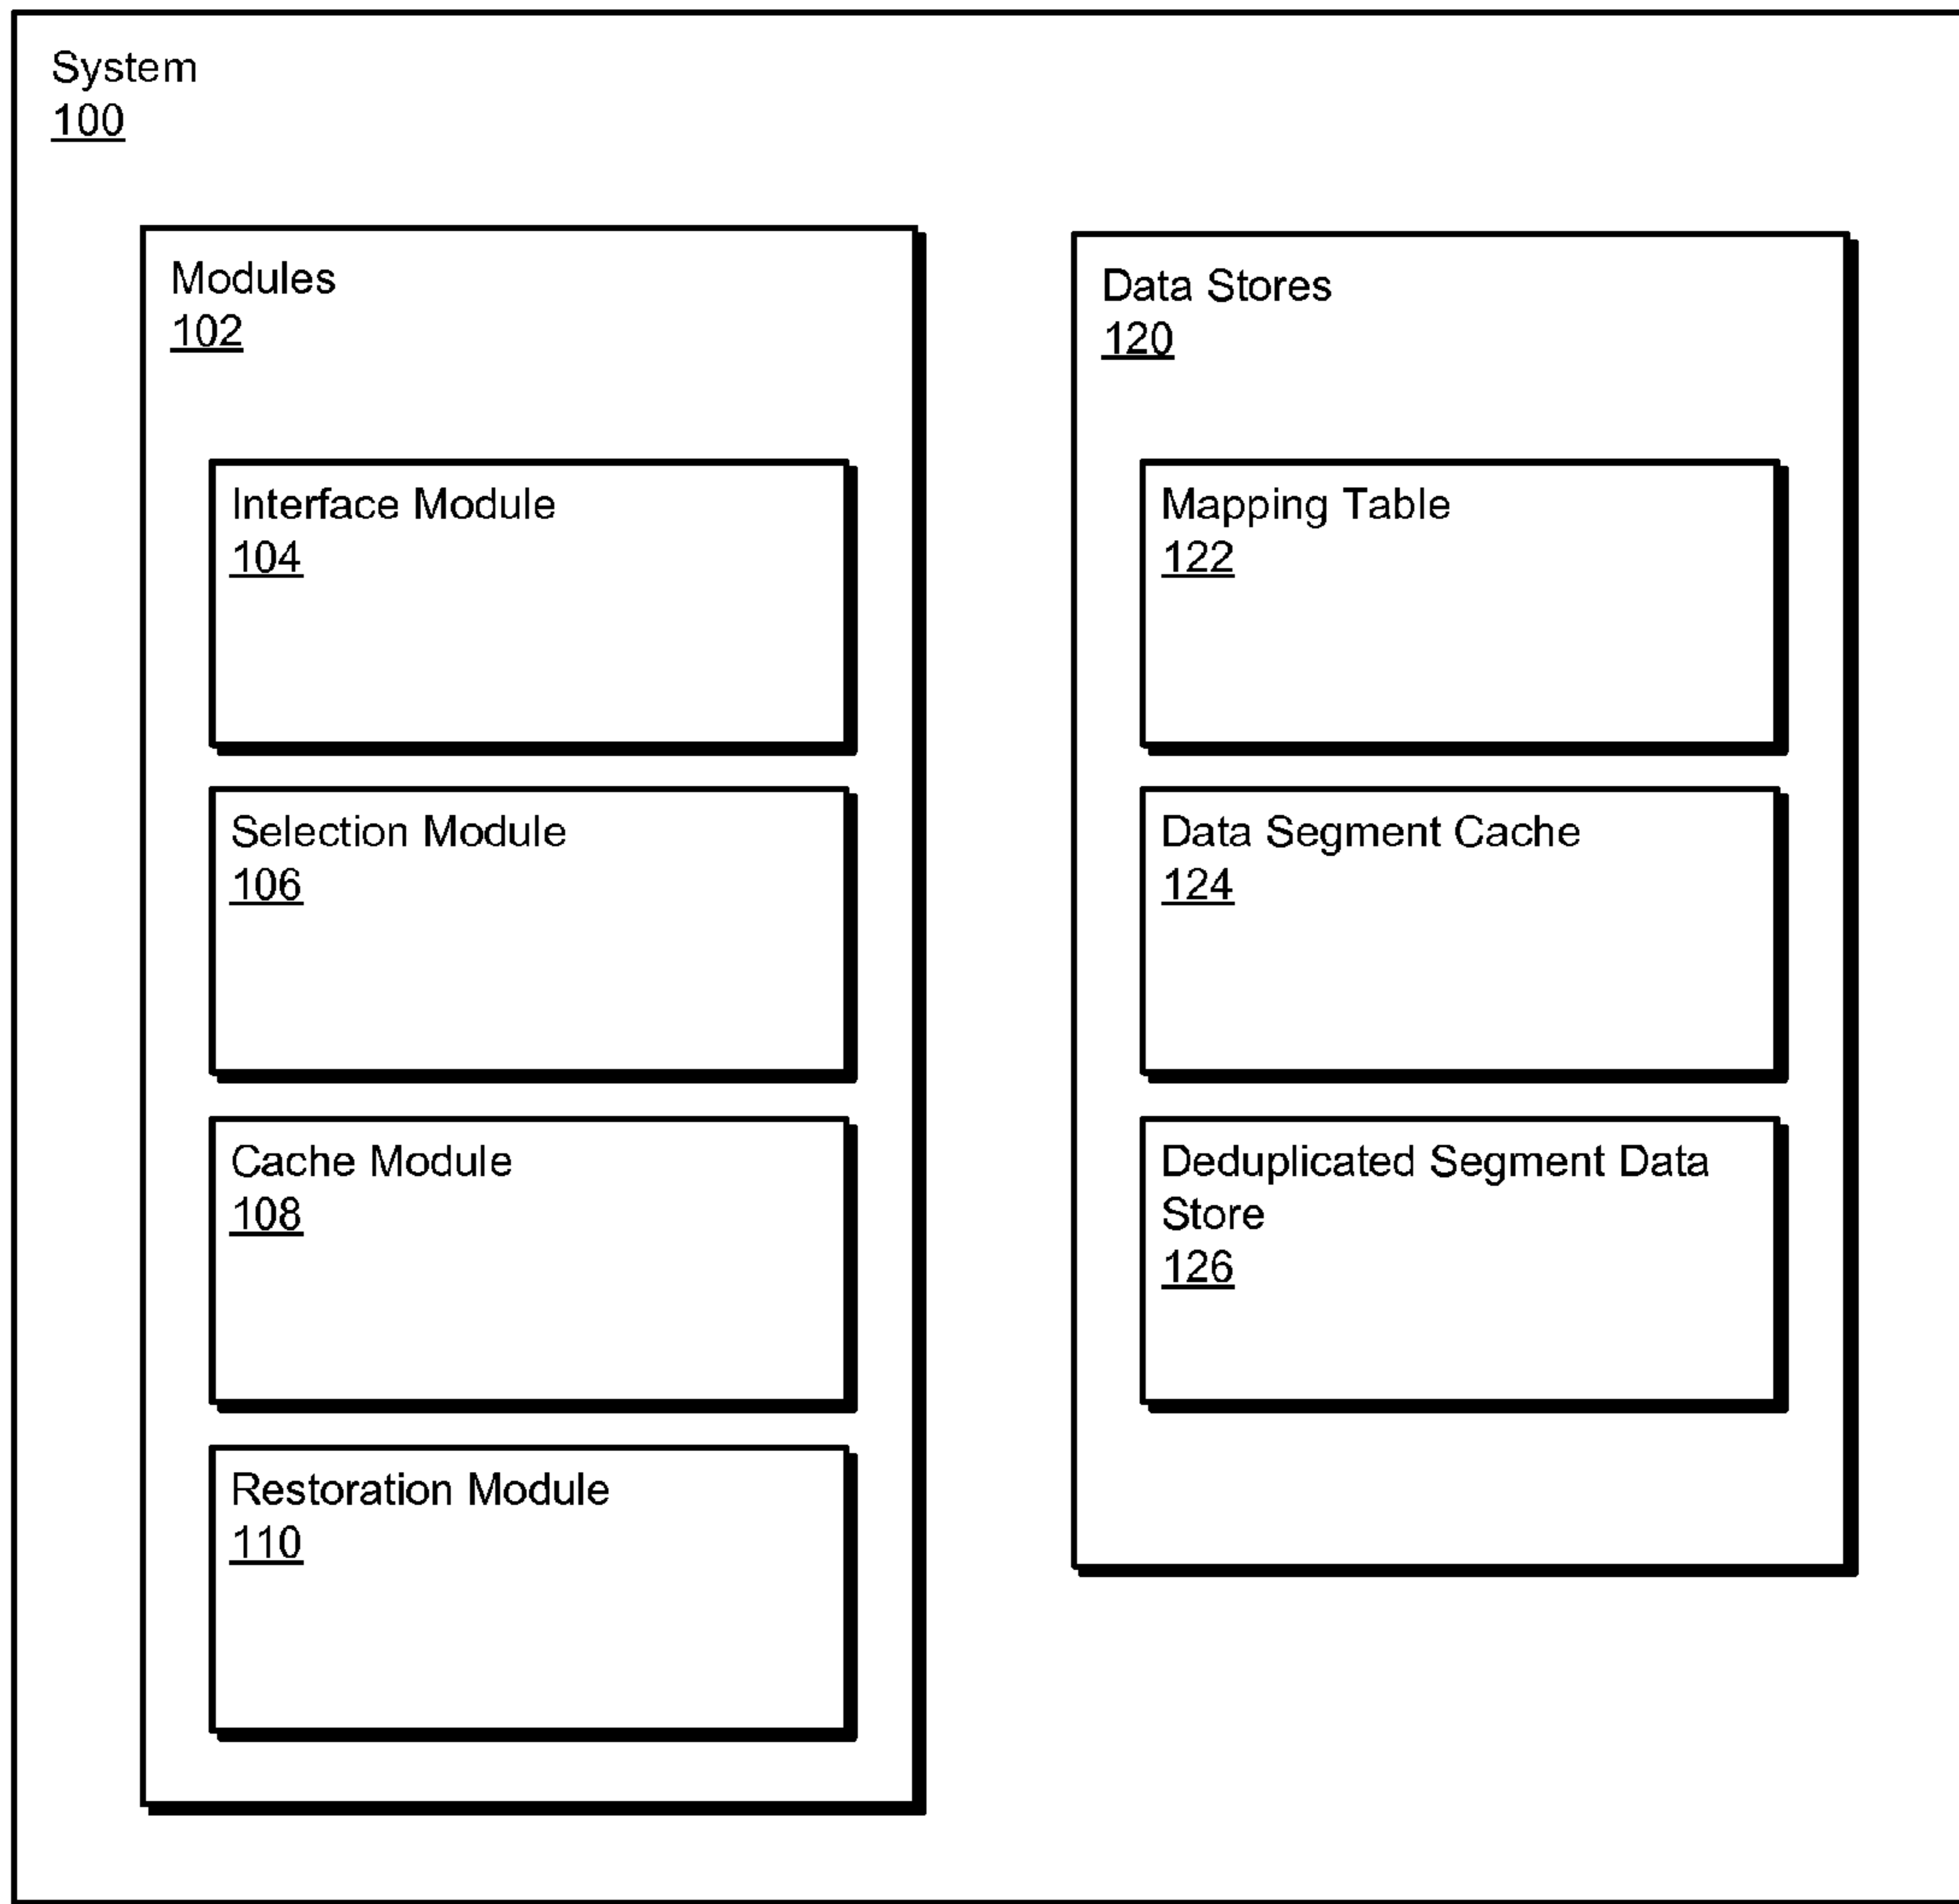 System
100
Modules
102
Interface Module
104
Selection Module
106
Cache Module
108
Restoration Module
110
Data Stores
120
Mapping Table
122
Data Segment Cache
124
Deduplicated Segment Data
Store
126